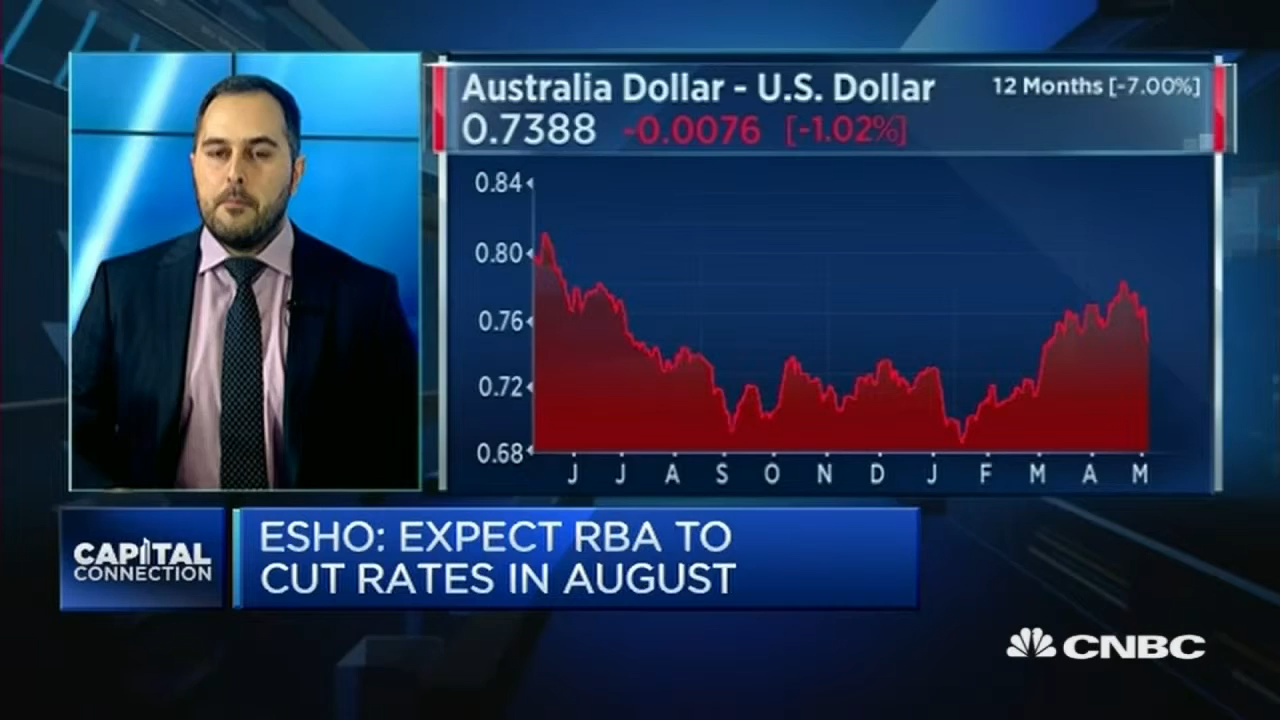 Australia Dollar - U.S. Dollar
12 Months [-7.00%]
0.7388 -0.0076 [-1.02%]
0.84
0.80
0.76
0.72
0.68
J J A S O N D J F M A M
CAPITAL
CONNECTION
ESHO: EXPECT RBA TO
CUT RATES IN AUGUST
CNBC